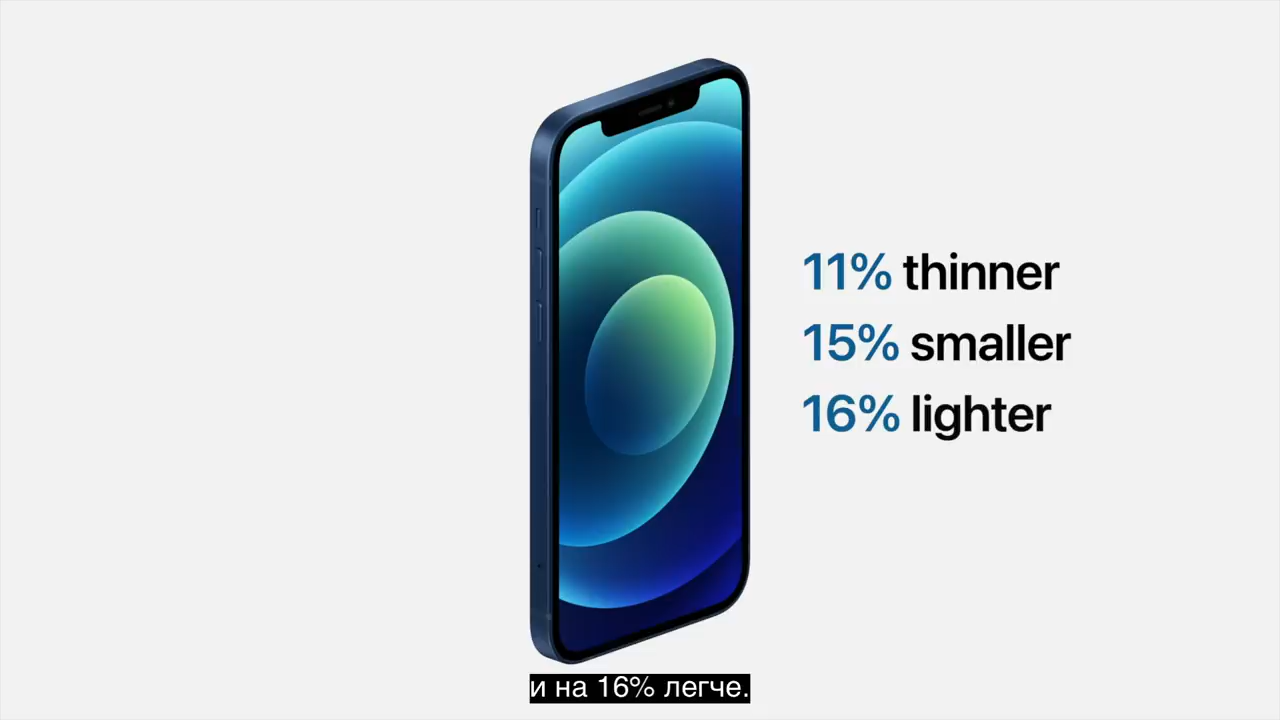 11% thinner
15% smaller
16% lighter
и на 16% легче.